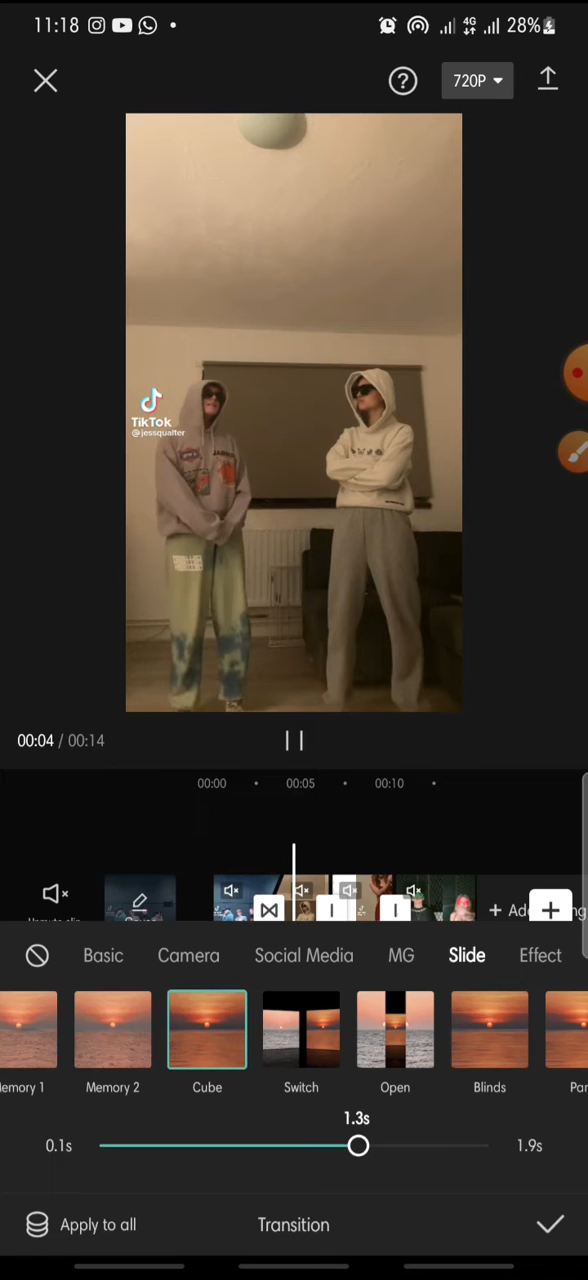 11:18
4G
28%
720P
TikTok
@jessqualter
00:04 / 00:14
00:00
00:05
00:10
Basic
Camera
Social Media
MG
Slide
Effect
Memory 2
Cube
Switch
Open
Blinds
1.3s
0.1s
1.9s
Apply to all
Transition